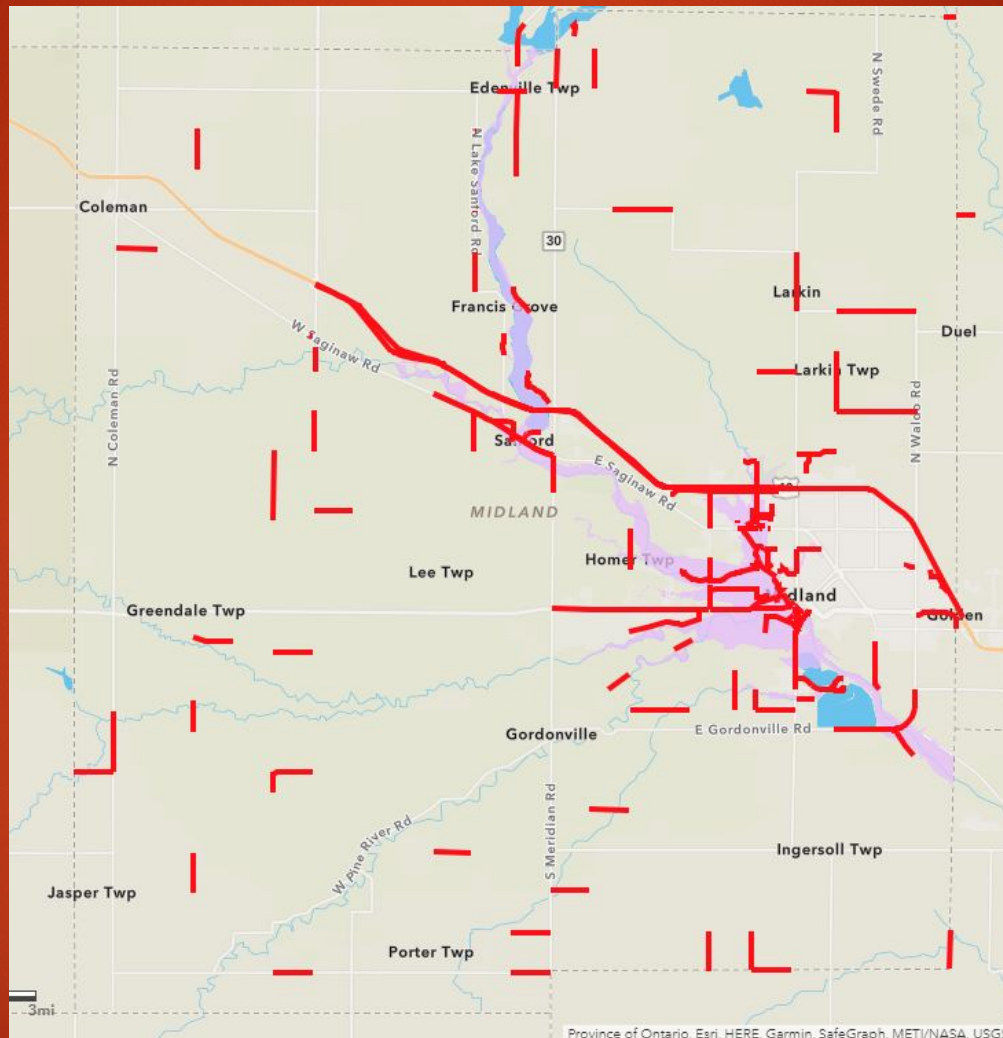 Edenville Twp
N Swede Rd
N Lake Sanford Rd
Coleman
30
Larkin
Francis Grove
Duel
W Saginaw Rd
Larkin Twp
N Coleman Rd
N Waldo Rd
Sanford
E Saginaw Rd
MIDLAND
Homer Twp
Lee Twp
Midland
Greendale Twp
Golden
Gordonville
E Gordonville Rd
S Meridian Rd
W Pine River Rd
Ingersoll Twp
Jasper Twp
Porter Twp
3mi
Province of Ontario, Esri, HERE, Garmin, SafeGraph, METI/NASA, USGS